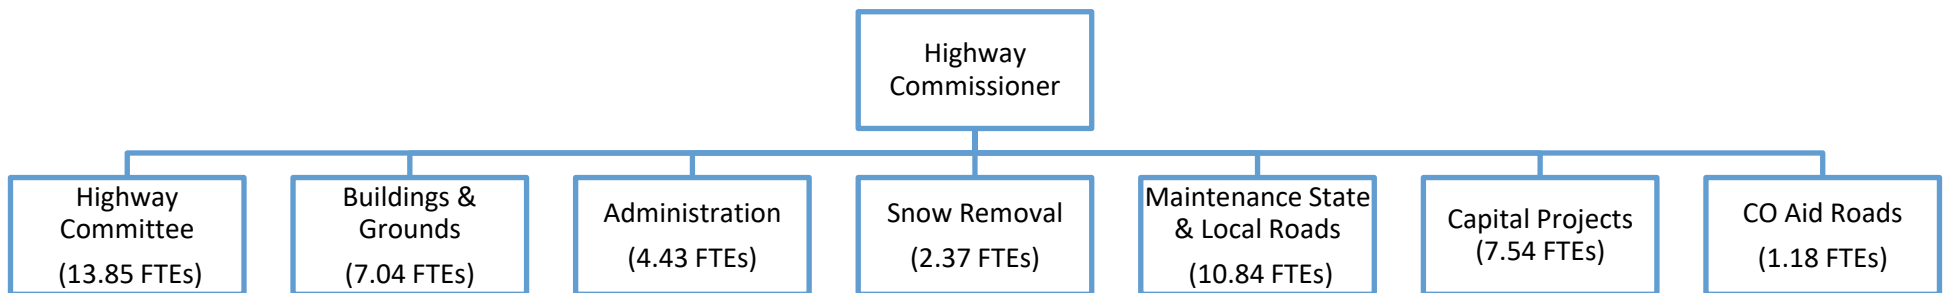 Highway
Commissioner
Highway
Committee
(13.85 FTEs)
Buildings &
Grounds
(7.04 FTEs)
Administration
(4.43 FTEs)
Snow Removal
(2.37 FTEs)
Maintenance State
& Local Roads
(10.84 FTEs)
Capital Projects
(7.54 FTEs)
CO Aid Roads
(1.18 FTEs)